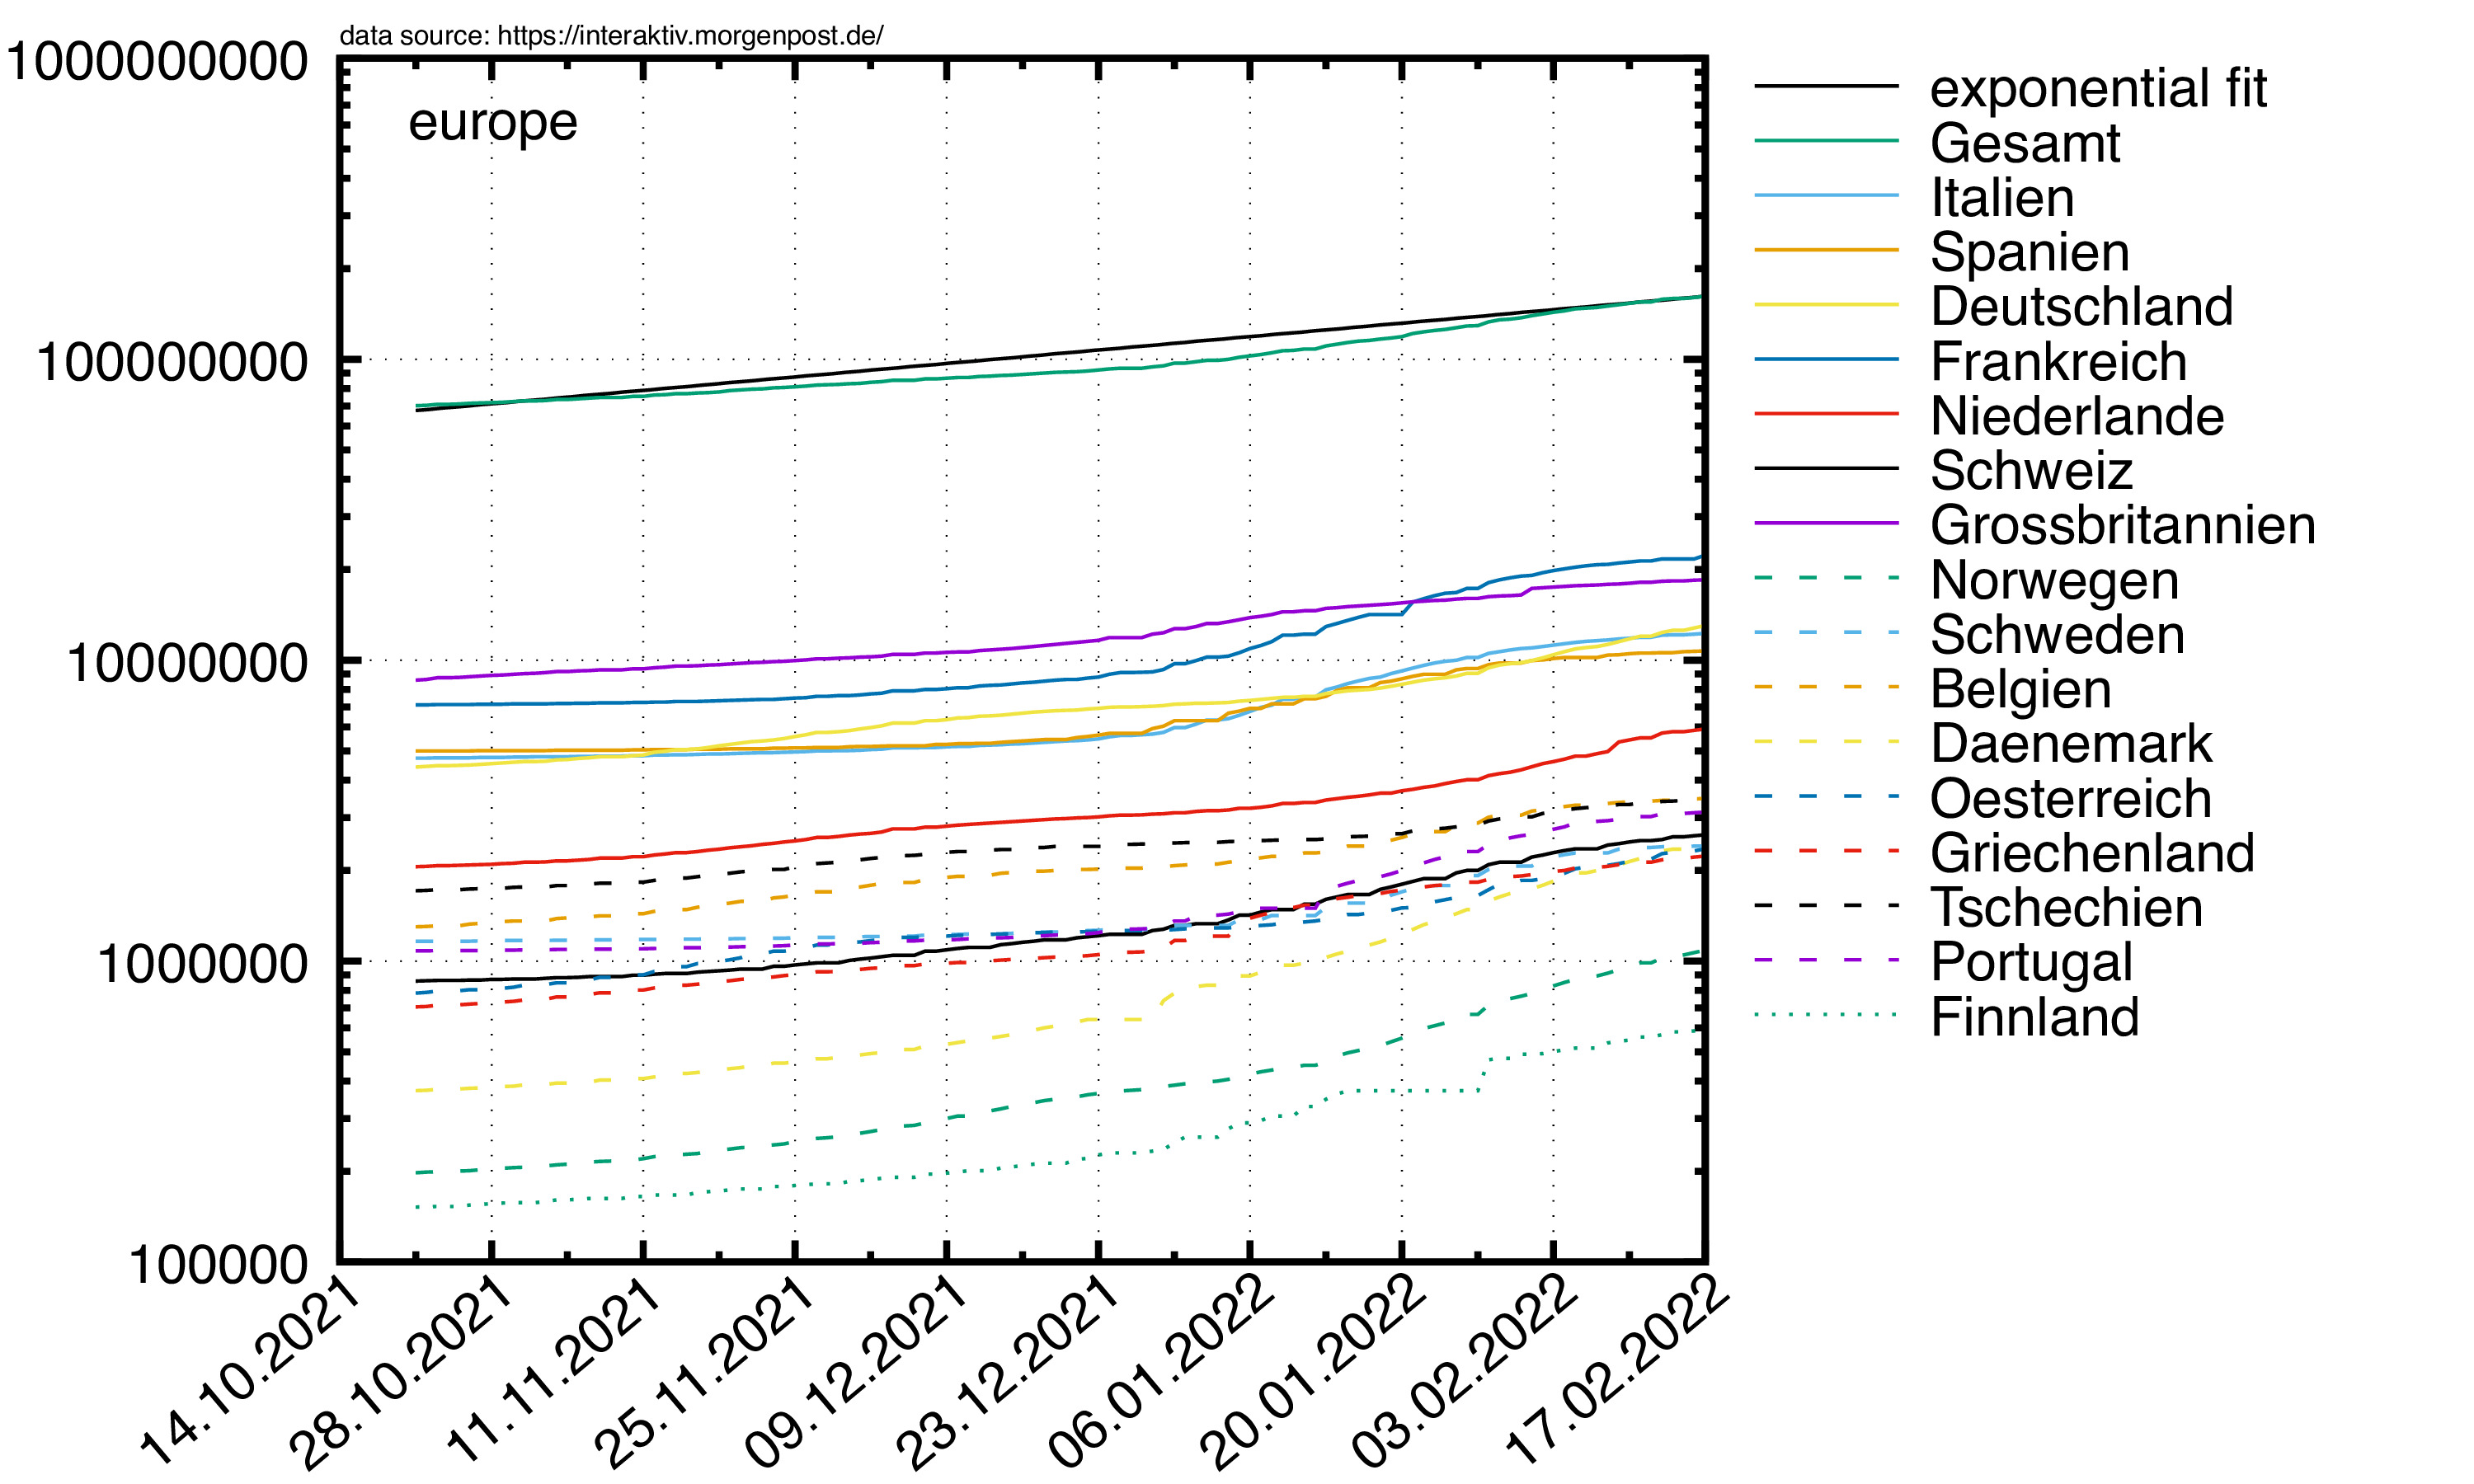 data source: https://interaktiv.morgenpost.de/
1000000000
100000000
10000000
1000000
100000
europe
exponential fit
Gesamt
Italien
Spanien
Deutschland
Frankreich
Niederlande
Schweiz
Grossbritannien
Norwegen
Schweden
Belgien
Daenemark
Oesterreich
Griechenland
Tschechien
Portugal
Finnland
14.10.2021
28.10.2021
11.11.2021
25.11.2021
09.12.2021
23.12.2021
06.01.2022
20.01.2022
03.02.2022
17.02.2022